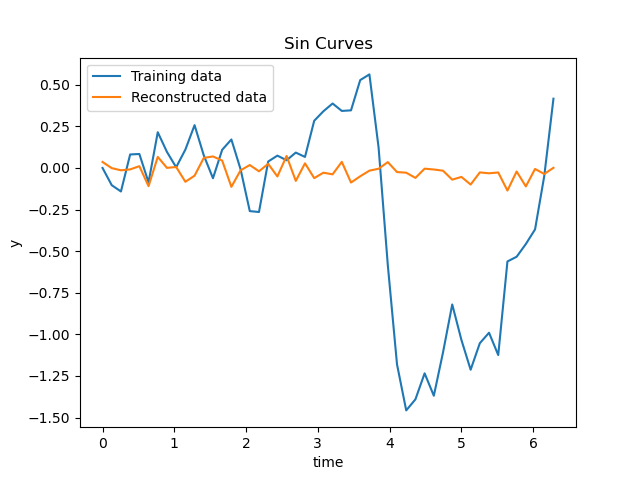 Sin Curves
Training data
Reconstructed data
0.50
0.25
0.00
−0.25
−0.50
−0.75
−1.00
−1.25
−1.50
y
0 1 2 3 4 5 6
time